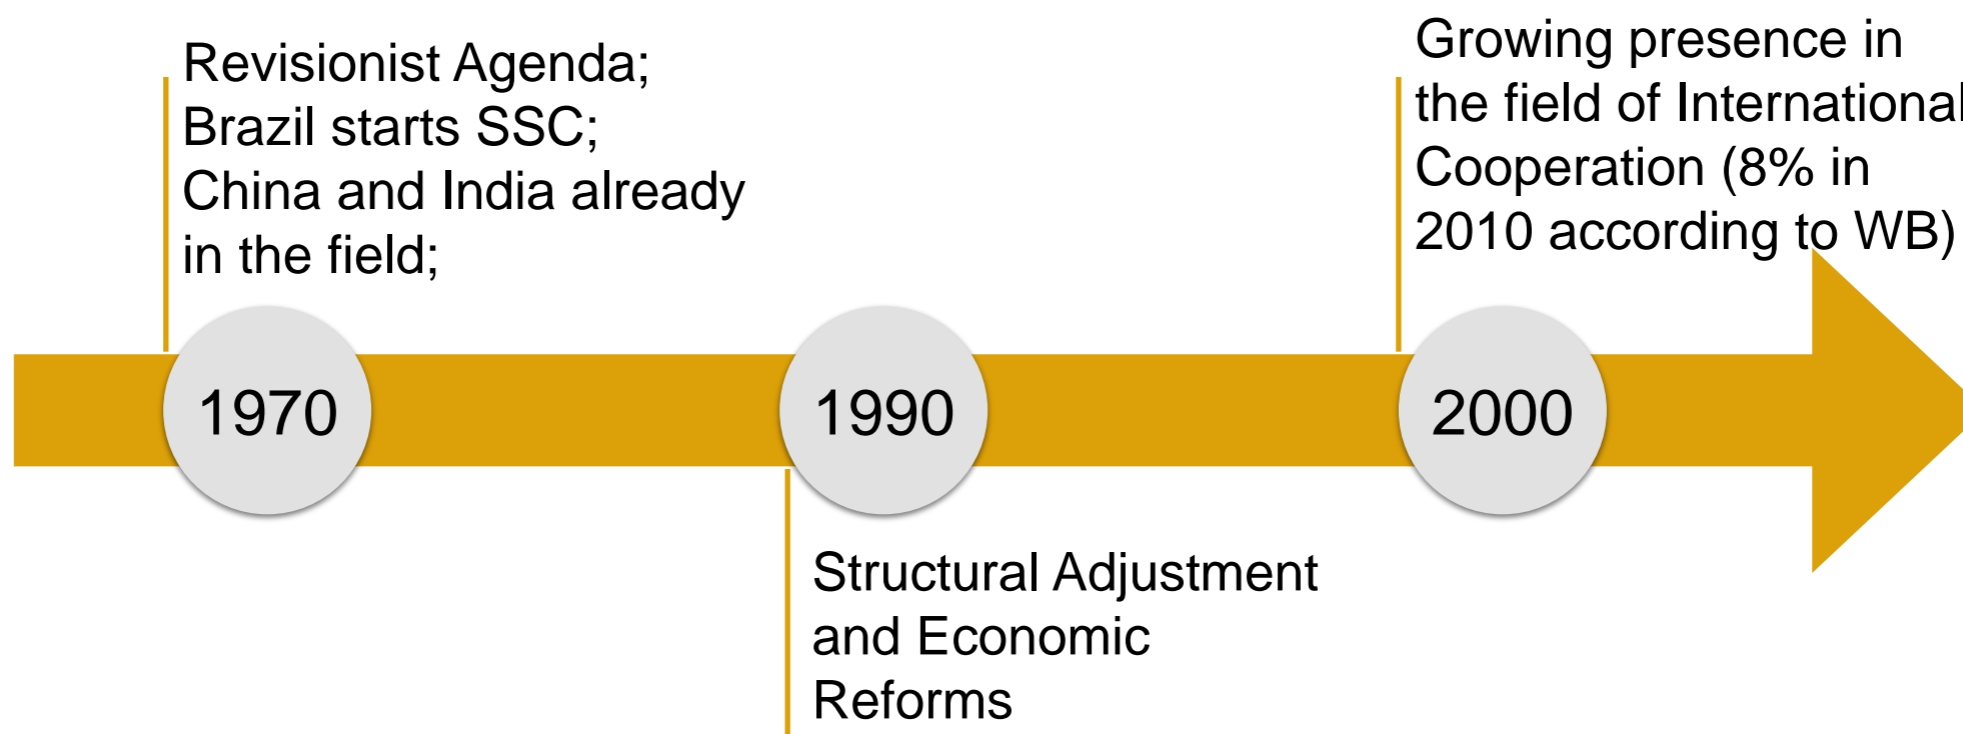 Revisionist Agenda;
Brazil starts SSC;
China and India already
in the field;
Growing presence in
the field of International
Cooperation (8% in
2010 according to WB)
1970
1990
2000
Structural Adjustment
and Economic
Reforms